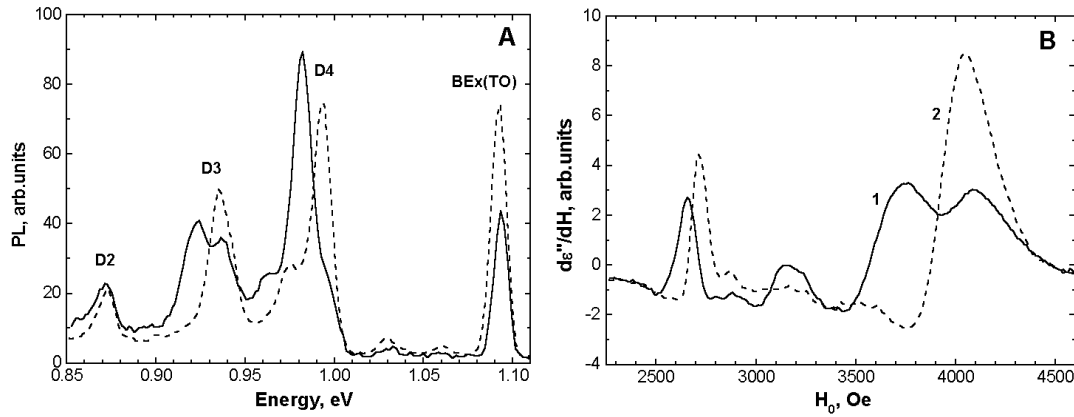 A
PL, arb.units
100
80
60
40
20
0
D2
D3
D4
BEx(TO)
0.85
0.90
0.95
1.00
1.05
1.10
Energy, eV
B
dε"/dH, arb.units
10
8
6
4
2
0
-2
-4
1
2
2500
3000
3500
4000
4500
H₀, Oe